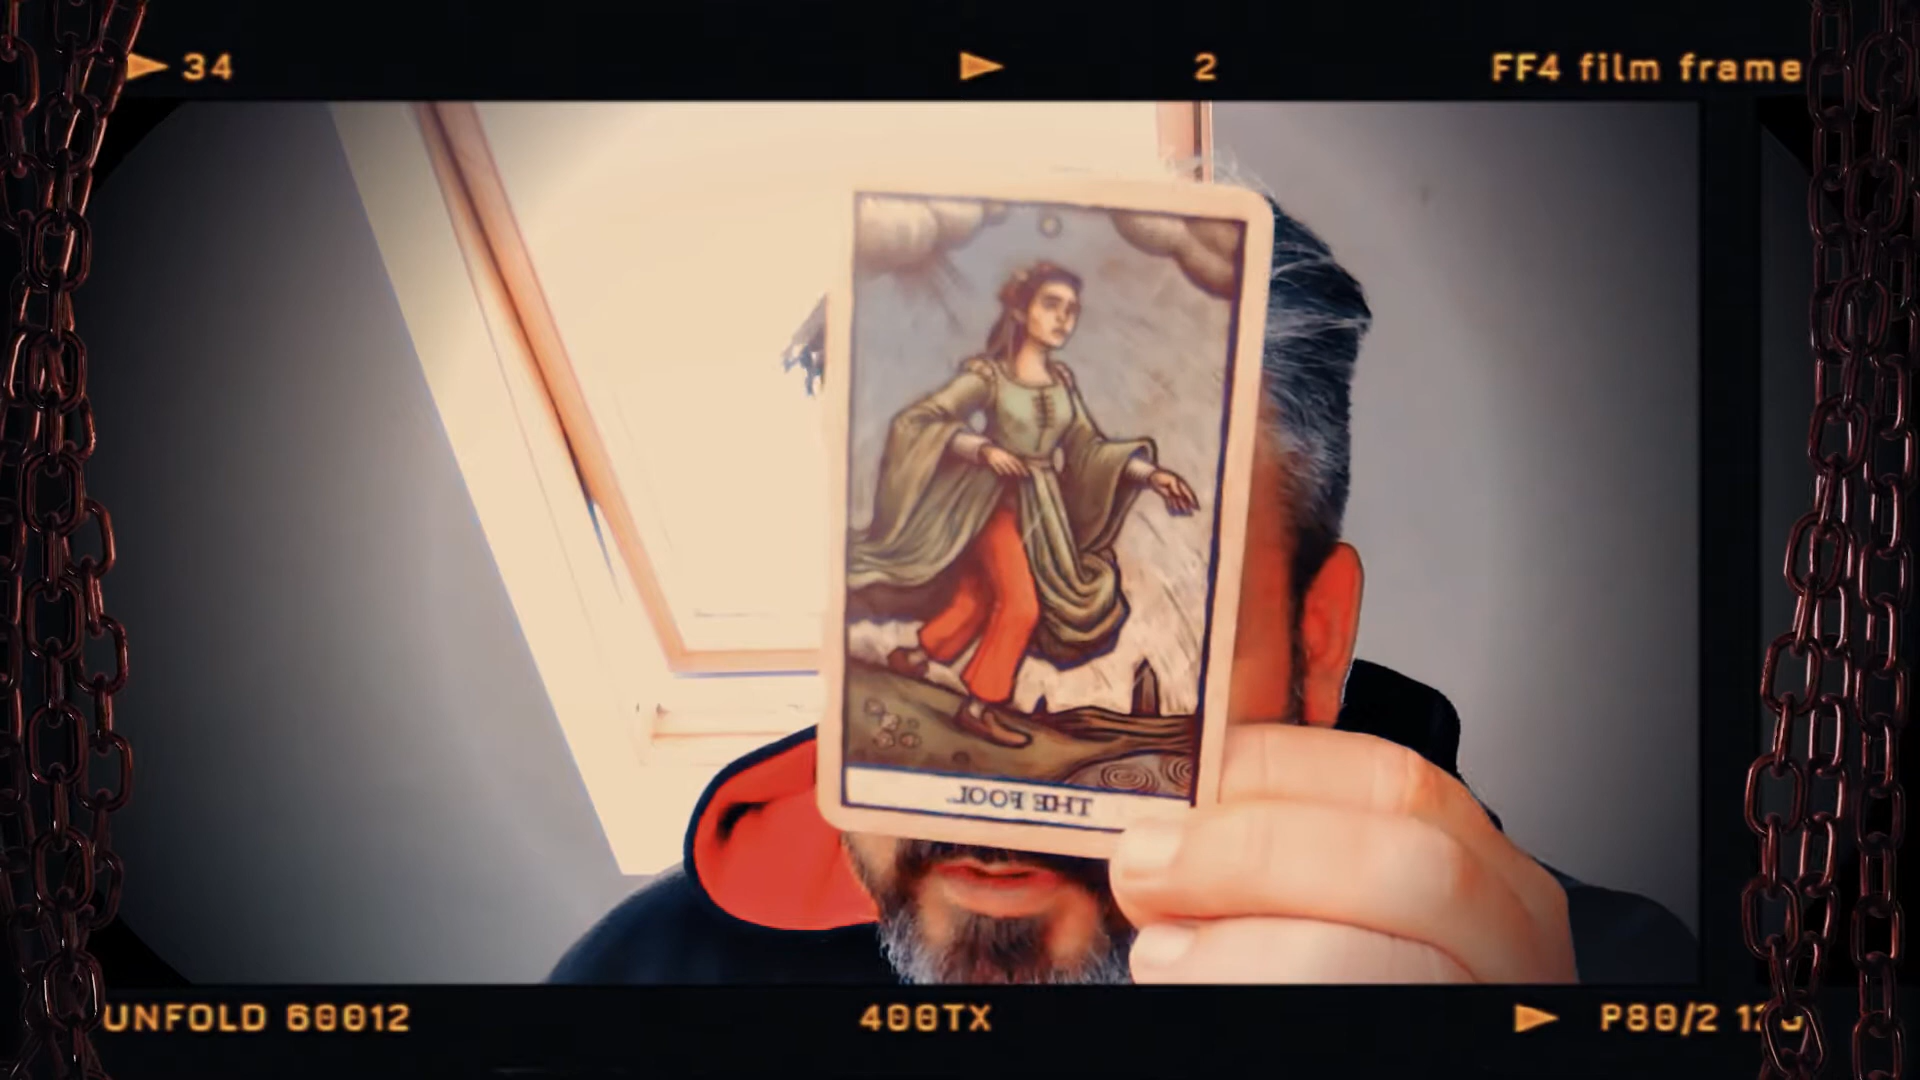 34
2
FF4 film frame
THE FOOL
UNFOLD 60012
400TX
P80/2